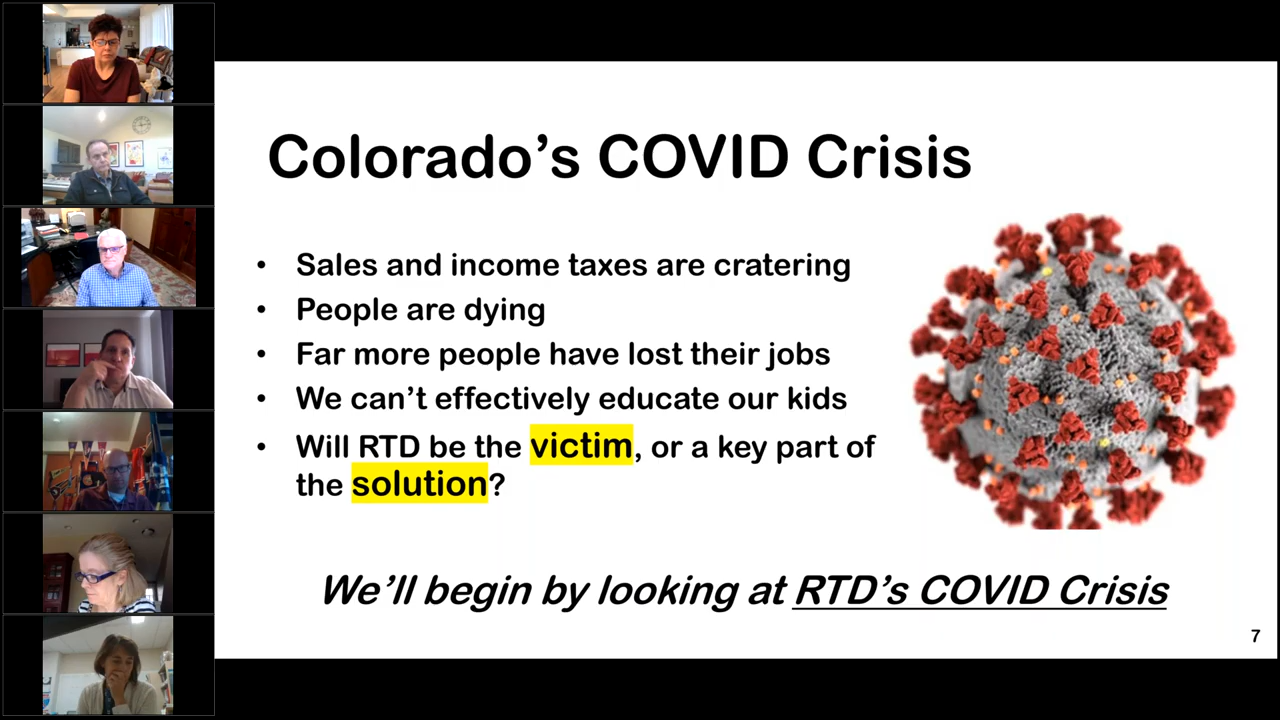 Colorado’s COVID Crisis
• Sales and income taxes are cratering
• People are dying
• Far more people have lost their jobs
• We can’t effectively educate our kids
• Will RTD be the victim, or a key part of
the solution?
We’ll begin by looking at RTD’s COVID Crisis
7